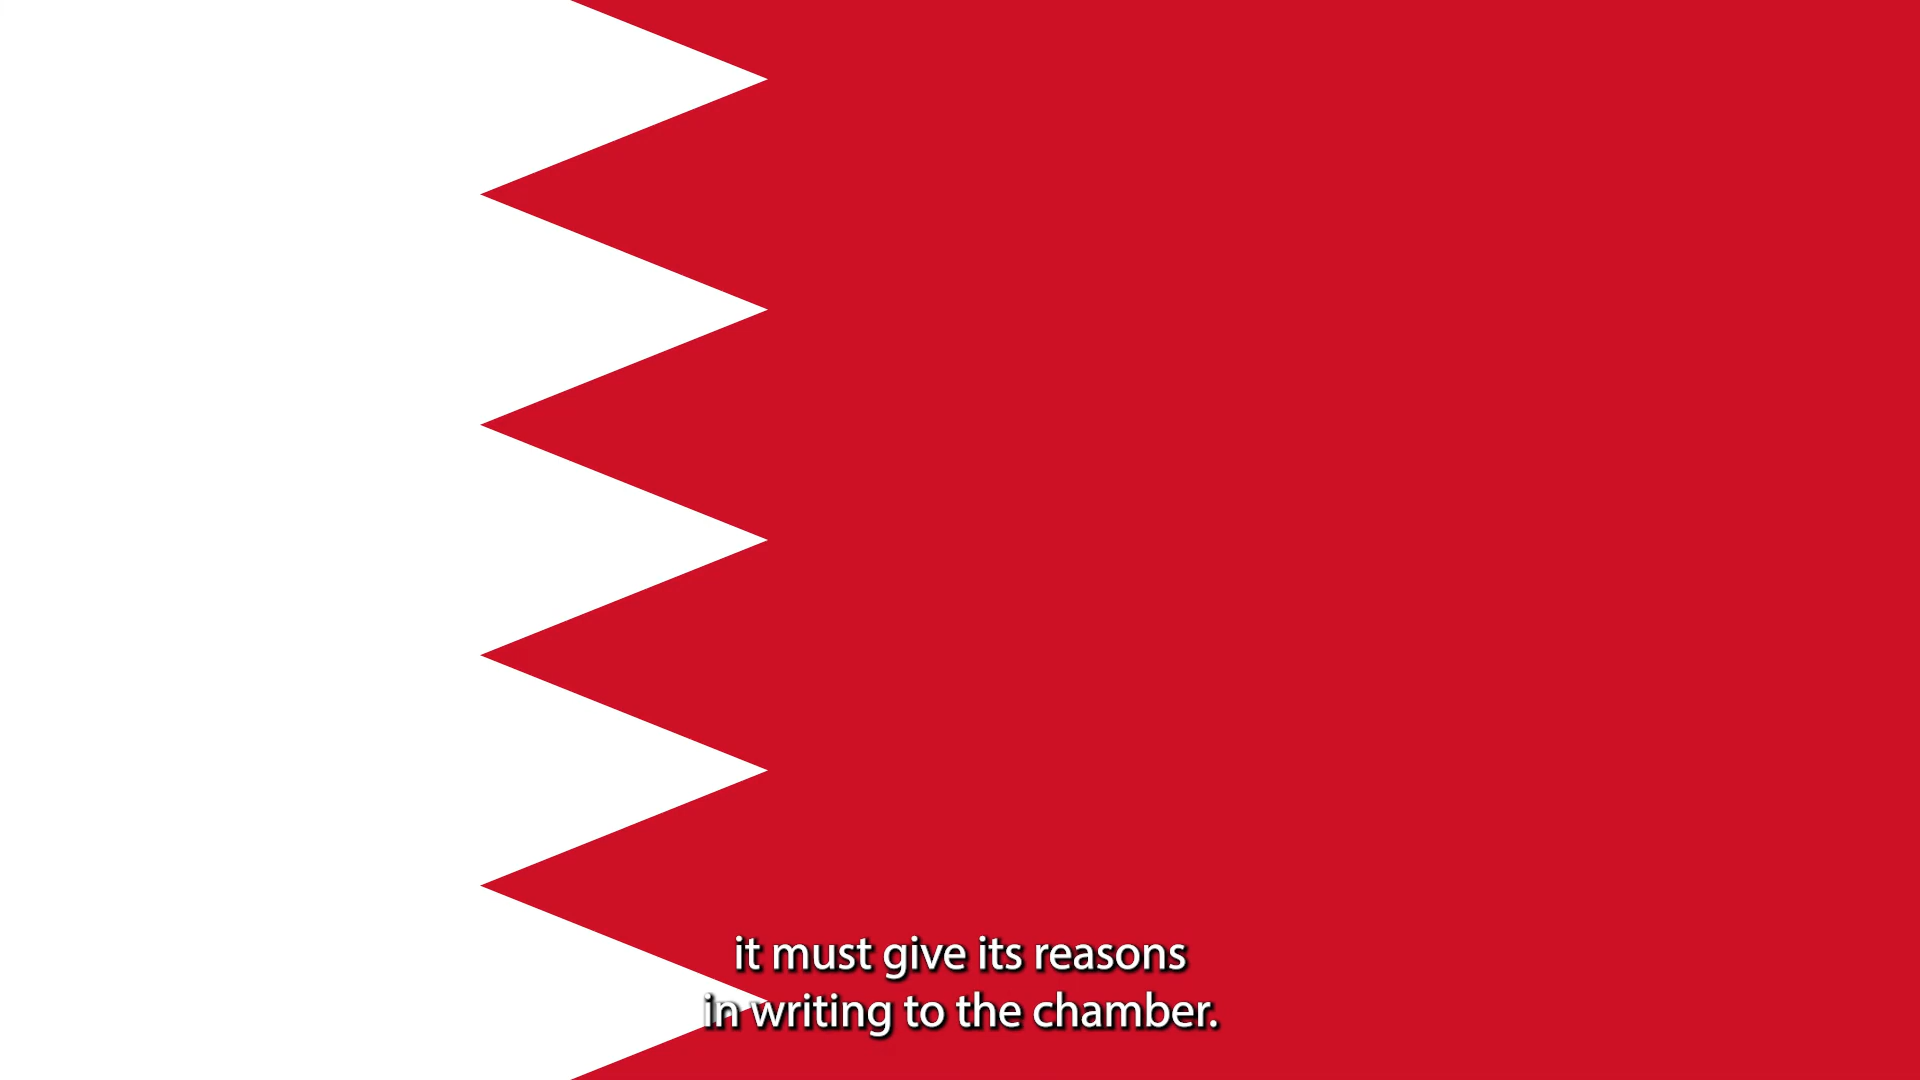 it must give its reasons
in writing to the chamber.